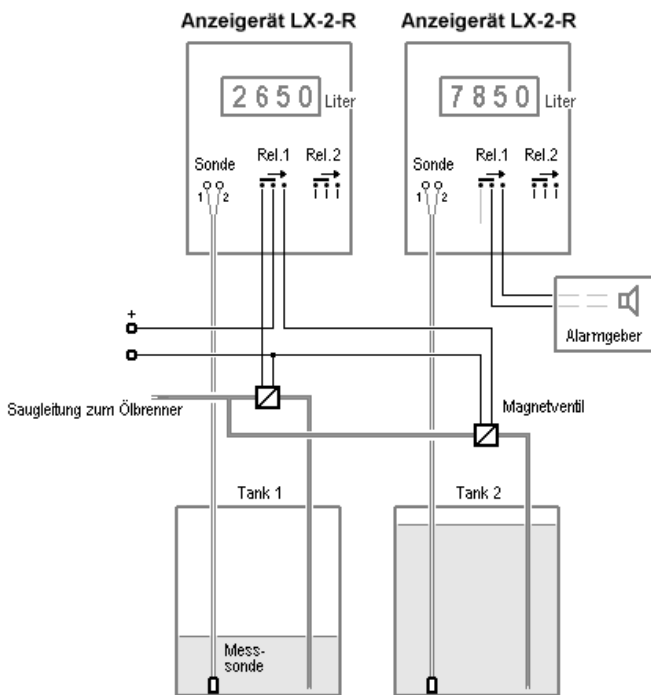 Anzeigerät LX-2-R
Anzeigerät LX-2-R
2650 Liter
7850 Liter
Sonde
Rel.1
Rel.2
1 2
Sonde
Rel.1
Rel.2
1 2
+
Alarmgeber
Saugleitung zum Ölbrenner
Magnetventil
Tank 1
Tank 2
Mess-
sonde